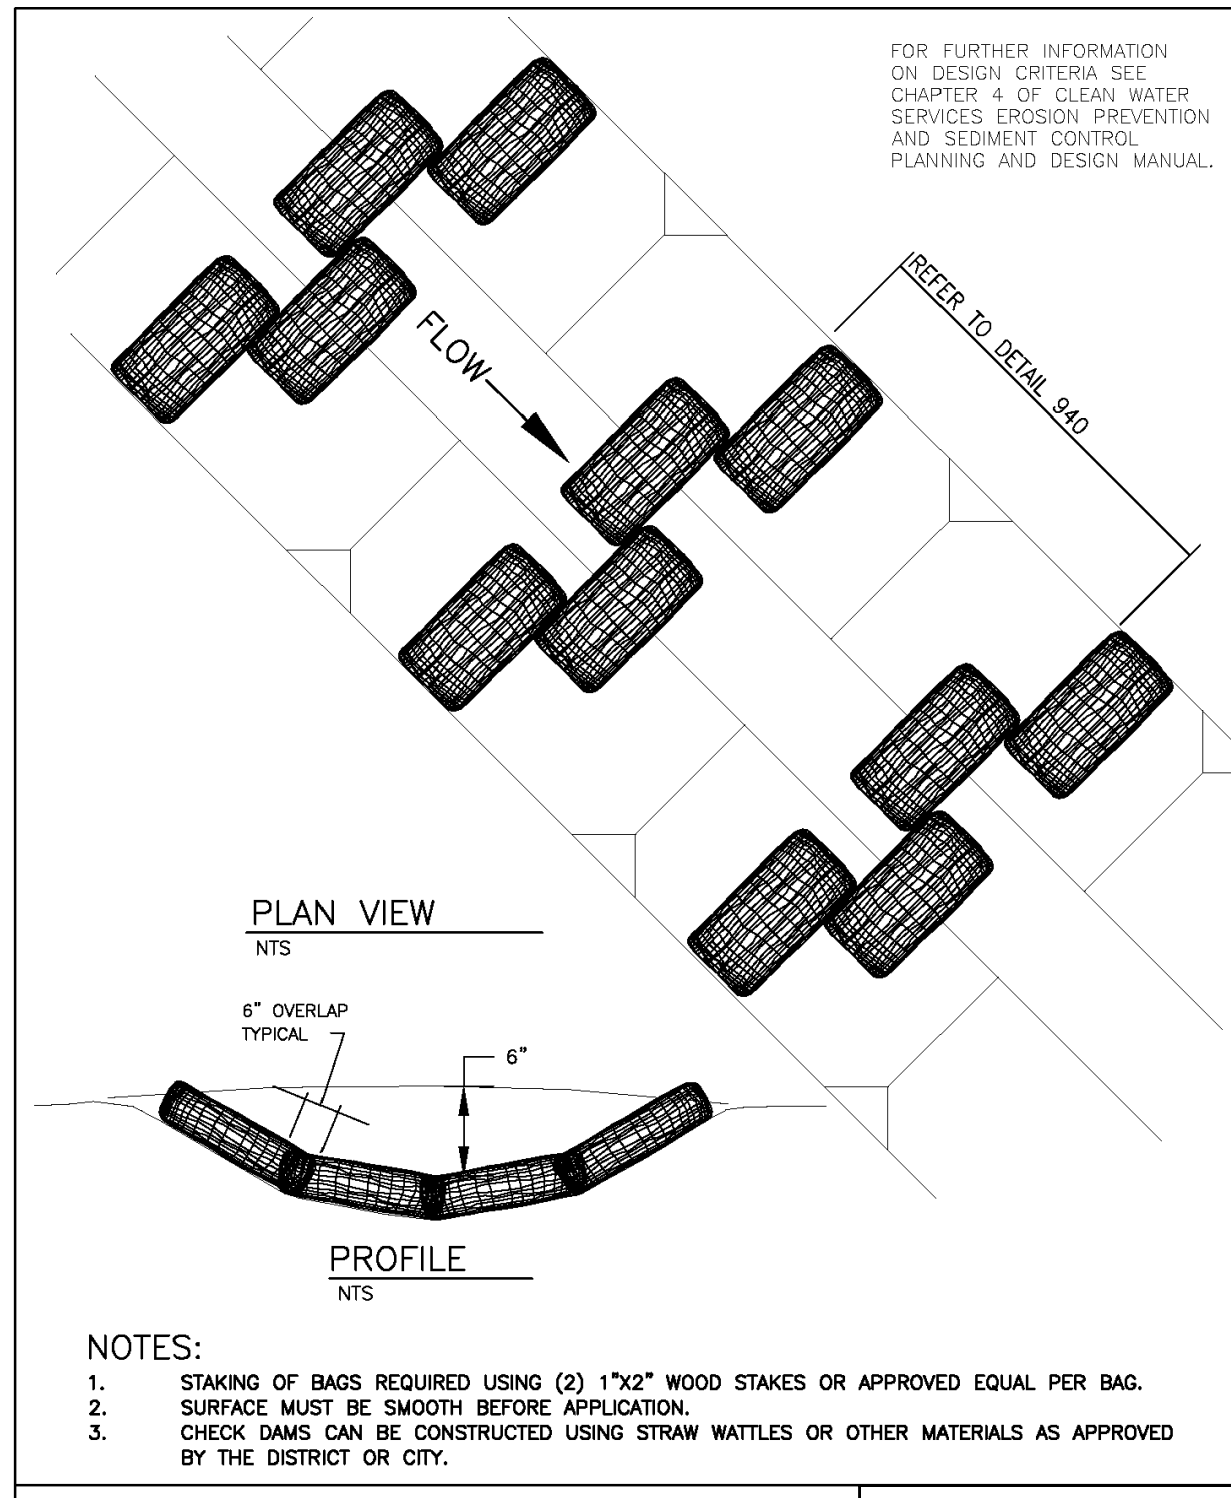 FOR FURTHER INFORMATION
ON DESIGN CRITERIA SEE
CHAPTER 4 OF CLEAN WATER
SERVICES EROSION PREVENTION
AND SEDIMENT CONTROL
PLANNING AND DESIGN MANUAL.
REFER TO DETAIL 940
FLOW
PLAN VIEW
NTS
6" OVERLAP
TYPICAL
6"
PROFILE
NTS
NOTES:
1. STAKING OF BAGS REQUIRED USING (2) 1"X2" WOOD STAKES OR APPROVED EQUAL PER BAG.
2. SURFACE MUST BE SMOOTH BEFORE APPLICATION.
3. CHECK DAMS CAN BE CONSTRUCTED USING STRAW WATTLES OR OTHER MATERIALS AS APPROVED
BY THE DISTRICT OR CITY.